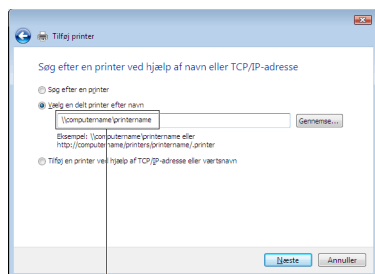 Tilføj printer
Søg efter en printer ved hjælp af navn eller TCP/IP-adresse
Søg efter en printer
Vælg en delt printer efter navn
\\computername\printername
Gennemse...
Eksempel: \\computername\printername eller
http://computername/printers/printername/.printer
Tilføj en printer ved hjælp af TCP/IP-adresse eller værtsnavn
Næste
Annuller